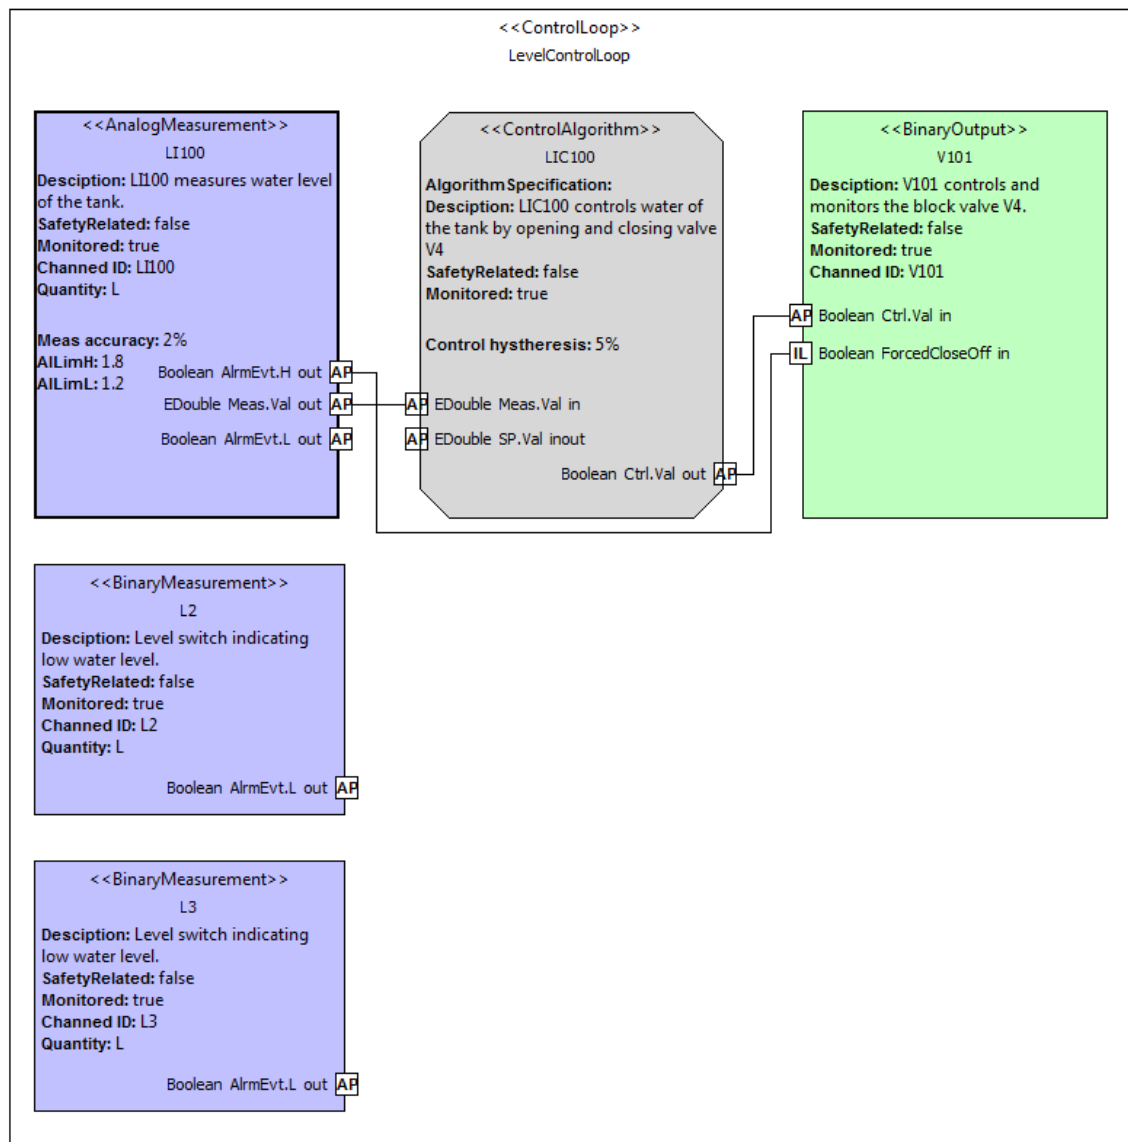 <<ControlLoop>>
LevelControlLoop
<<AnalogMeasurement>>
LI100
Desciption: LI100 measures water level
of the tank.
SafetyRelated: false
Monitored: true
Channed ID: LI100
Quantity: L
Meas accuracy: 2%
AlLimH: 1.8
AlLimL: 1.2
Boolean AlrmEvt.H out AP
EDouble Meas.Val out AP
Boolean AlrmEvt.L out AP
<<ControlAlgorithm>>
LIC100
AlgorithmSpecification:
Desciption: LIC100 controls water of
the tank by opening and closing valve
V4
SafetyRelated: false
Monitored: true
Control hystheresis: 5%
AP EDouble Meas.Val in
AP EDouble SP.Val inout
Boolean Ctrl.Val out AP
<<BinaryOutput>>
V101
Desciption: V101 controls and
monitors the block valve V4.
SafetyRelated: false
Monitored: true
Channed ID: V101
AP Boolean Ctrl.Val in
IL Boolean ForcedCloseOff in
<<BinaryMeasurement>>
L2
Desciption: Level switch indicating
low water level.
SafetyRelated: false
Monitored: true
Channed ID: L2
Quantity: L
Boolean AlrmEvt.L out AP
<<BinaryMeasurement>>
L3
Desciption: Level switch indicating
low water level.
SafetyRelated: false
Monitored: true
Channed ID: L3
Quantity: L
Boolean AlrmEvt.L out AP